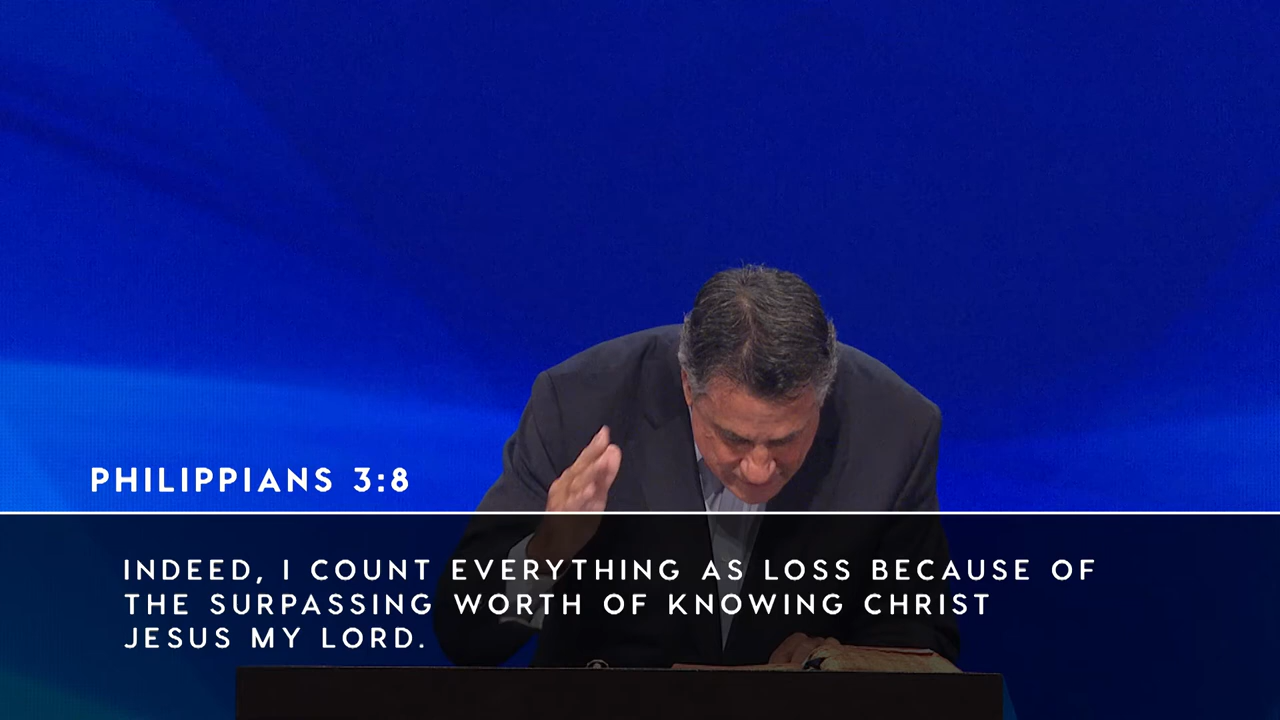 PHILIPPIANS 3:8
INDEED, I COUNT EVERYTHING AS LOSS BECAUSE OF
THE SURPASSING WORTH OF KNOWING CHRIST
JESUS MY LORD.